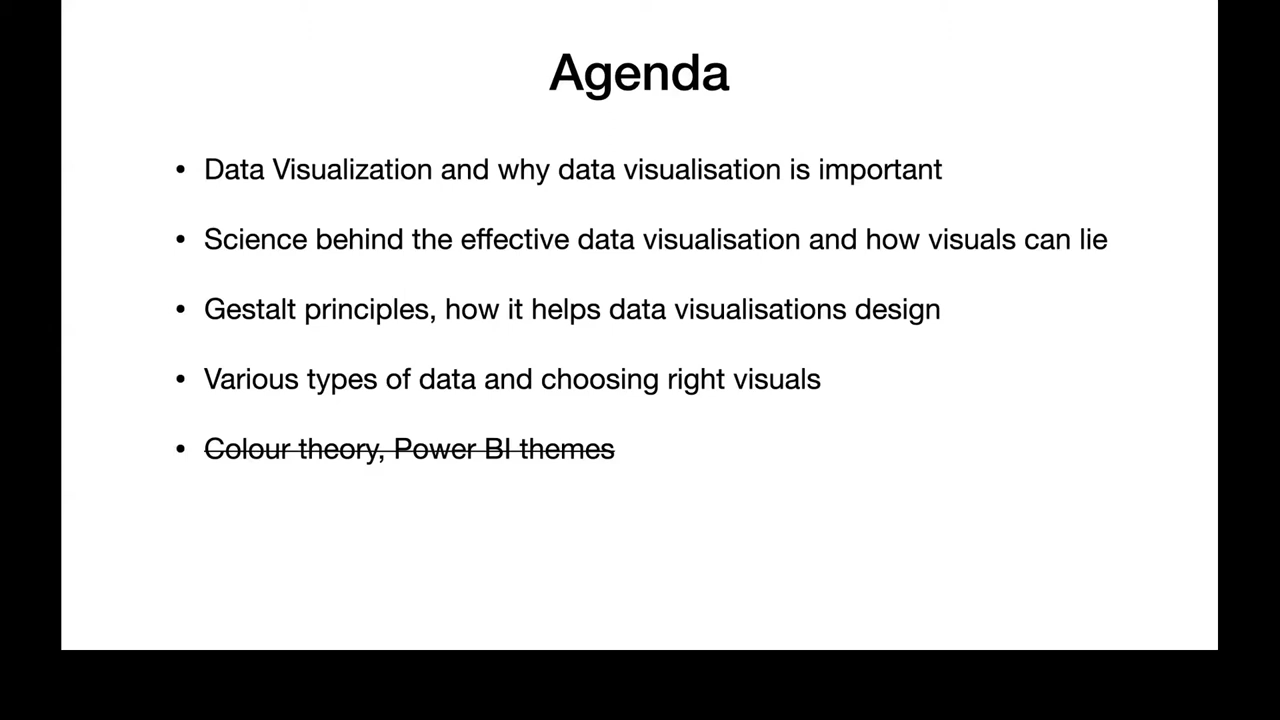 Agenda
• Data Visualization and why data visualisation is important
• Science behind the effective data visualisation and how visuals can lie
• Gestalt principles, how it helps data visualisations design
• Various types of data and choosing right visuals
• Colour theory, Power BI themes